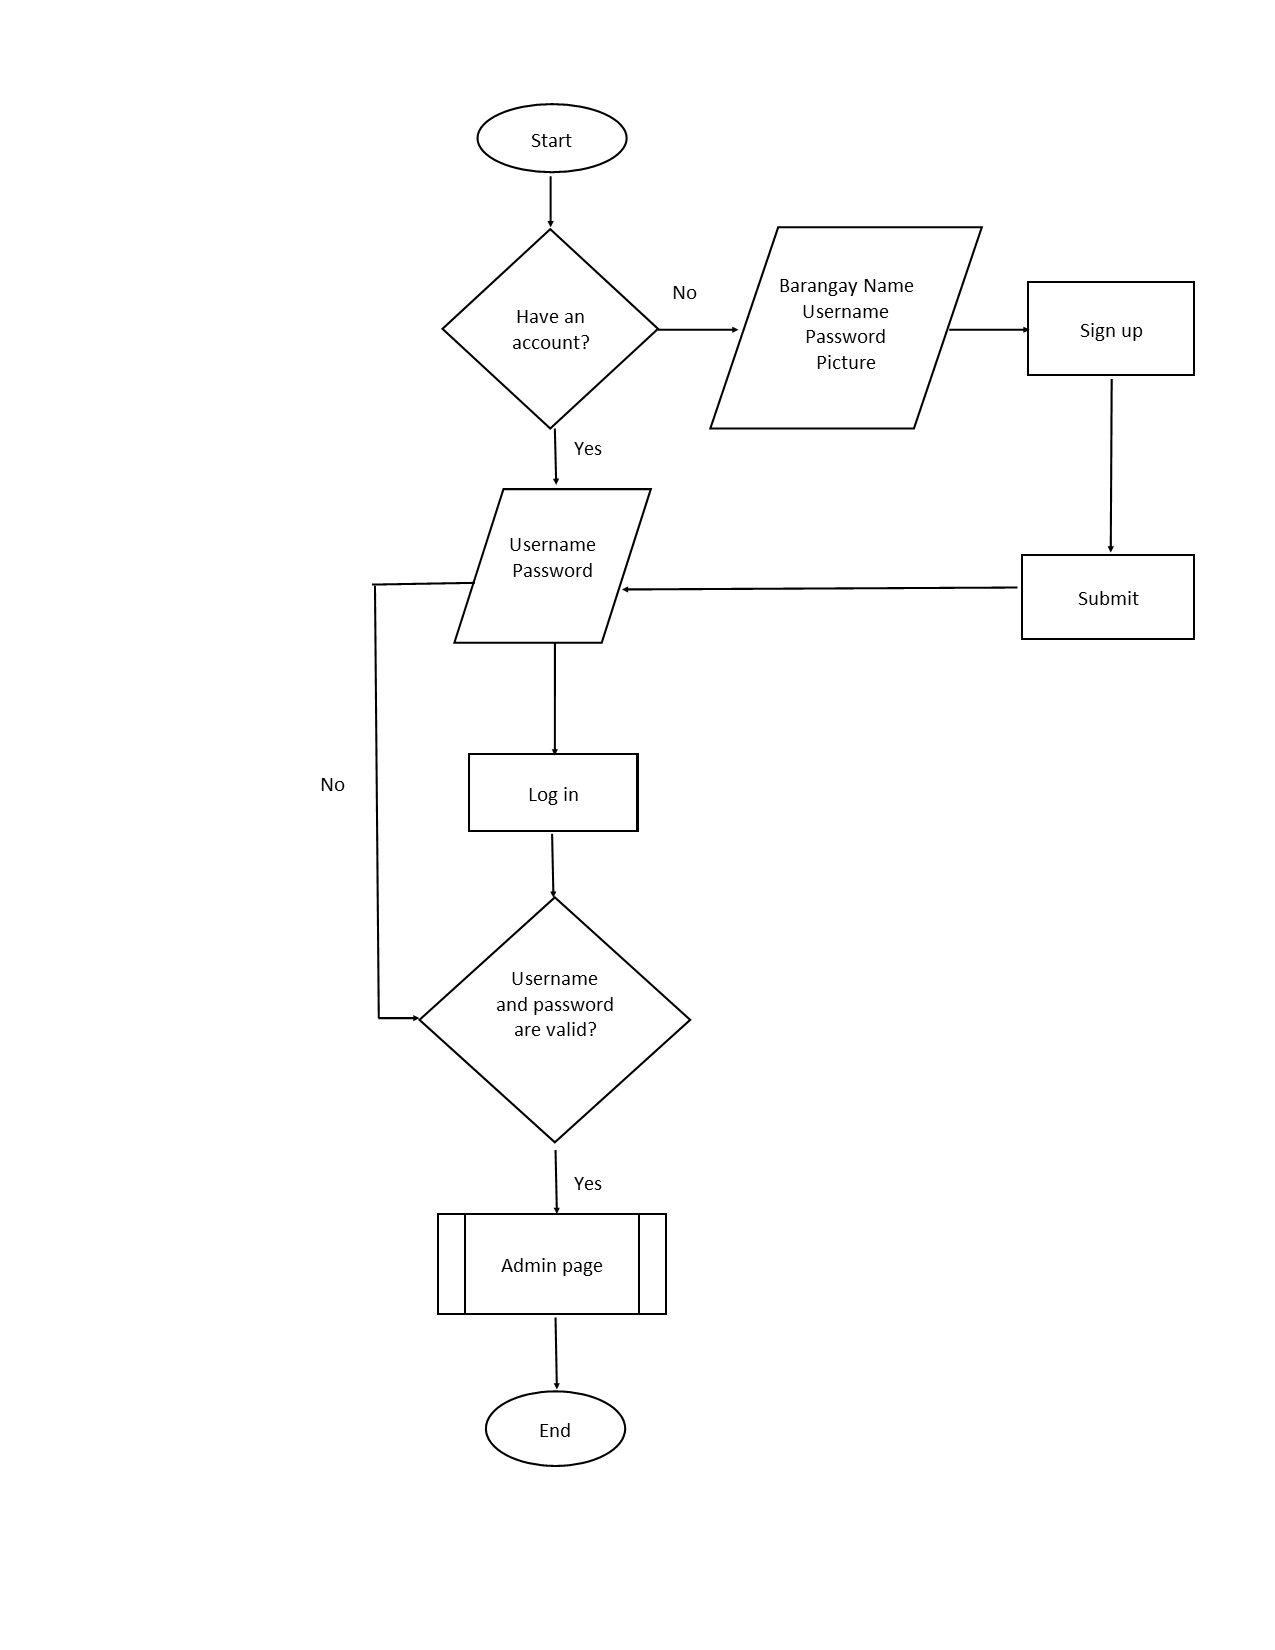 Start
Have an
account?
No
Barangay Name
Username
Password
Picture
Sign up
Yes
Username
Password
Submit
No
Log in
Username
and password
are valid?
Yes
Admin page
End